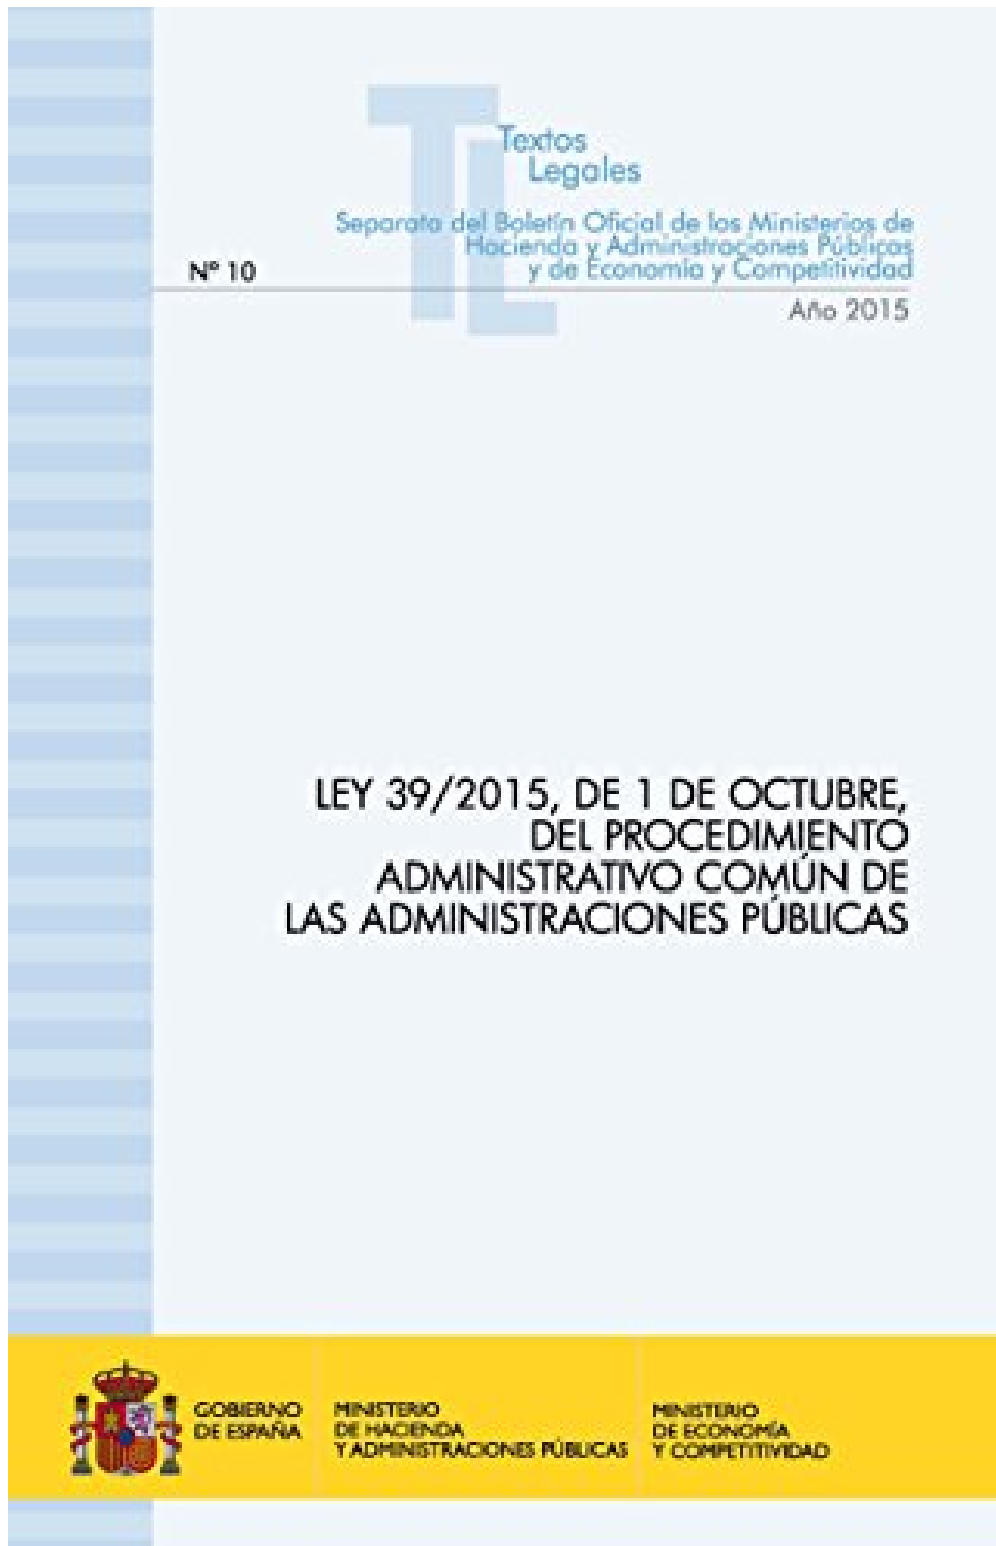 TL
Textos
Legales
Separata del Boletín Oficial de los Ministerios de
Hacienda y Administraciones Públicas
y de Economía y Competitividad
Nº 10
Año 2015
LEY 39/2015, DE 1 DE OCTUBRE,
DEL PROCEDIMIENTO
ADMINISTRATIVO COMÚN DE
LAS ADMINISTRACIONES PÚBLICAS
GOBIERNO
DE ESPAÑA
MINISTERIO
DE HACIENDA
Y ADMINISTRACIONES PÚBLICAS
MINISTERIO
DE ECONOMÍA
Y COMPETITIVIDAD